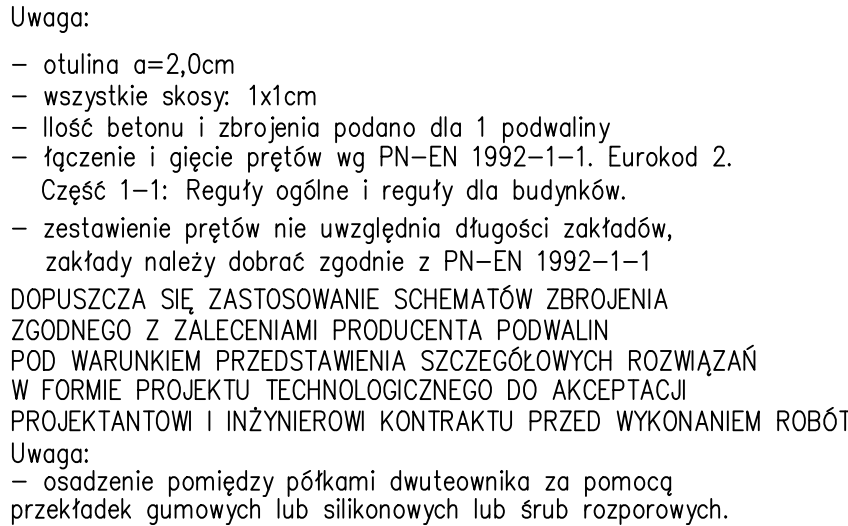 Uwaga:
– otulina a=2,0cm
– wszystkie skosy: 1x1cm
– Ilość betonu i zbrojenia podano dla 1 podwaliny
– łączenie i gięcie prętów wg PN–EN 1992–1–1. Eurokod 2.
Część 1–1: Reguły ogólne i reguły dla budynków.
– zestawienie prętów nie uwzględnia długości zakładów,
zakłady należy dobrać zgodnie z PN–EN 1992–1–1
DOPUSZCZA SIĘ ZASTOSOWANIE SCHEMATÓW ZBROJENIA
ZGODNEGO Z ZALECENIAMI PRODUCENTA PODWALIN
POD WARUNKIEM PRZEDSTAWIENIA SZCZEGÓŁOWYCH ROZWIĄZAŃ
W FORMIE PROJEKTU TECHNOLOGICZNEGO DO AKCEPTACJI
PROJEKTANTOWI I INŻYNIEROWI KONTRAKTU PRZED WYKONANIEM ROBÓT
Uwaga:
– osadzenie pomiędzy półkami dwuteownika za pomocą
przekładek gumowych lub silikonowych lub śrub rozporowych.